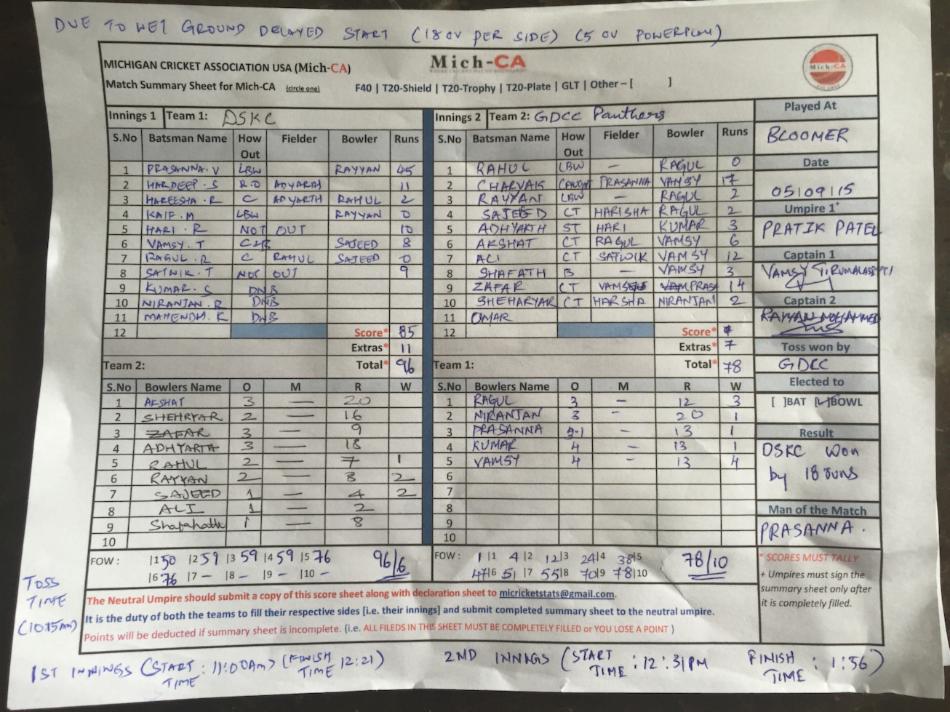 DUE TO WET GROUND DELAYED START (18 OV PER SIDE) (5 OV POWERPLAY)
MICHIGAN CRICKET ASSOCIATION USA (Mich-CA)
Mich-CA
Match Summary Sheet for Mich-CA (circle one) F40 | T20-Shield | T20-Trophy | T20-Plate | GLT | Other – [ ]
Mich-CA
Innings 1 Team 1: DSKC
S.No Batsman Name How Out Fielder Bowler Runs
1 PRASANNA.V LBW RAYYAN 45
2 HARDEEP.S R.O ADYARTH 11
3 HAREESHA.R C ADYARTH RAHUL 2
4 KAIF.M LBW RAYYAN 0
5 HARI.R NOT OUT 10
6 VAMSY.T C&B SAJEED 8
7 RAGUL.R C RAHUL SAJEED 0
8 SATWIK.T NOT OUT 9
9 KUMAR.S DNB
10 NIRANJAN.R DNB
11 MAHENDH.R DNB
12 Score* 85
Extras* 11
Team 2: Total* 96
S.No Bowlers Name O M R W
1 AKSHAT 3 — 20
2 SHEHRYAR 2 — 16
3 ZAFAR 3 — 9
4 ADHYARTH 3 — 18
5 RAHUL 2 — 7 1
6 RAYYAN 2 — 8 2
7 SAJEED 1 — 4 2
8 ALI 1 — 2
9 Shafahath 1 — 8
10
FOW : |1 50 |2 59 |3 59 |4 59 |5 76 96/6
|6 76 |7 – |8 – |9 – |10 –
Innings 2 Team 2: GDCC Panthers
S.No Batsman Name How Out Fielder Bowler Runs
1 RAHUL LBW — RAGUL 0
2 CHARVAK CAUGHT PRASANNA VAMSY 17
3 RAYYAN LBW – RAGUL 2
4 SAJEED CT HARISHA RAGUL 2
5 ADHYARTH ST HARI KUMAR 3
6 AKSHAT CT RAGUL VAMSY 6
7 ALI CT SATWIK VAMSY 12
8 SHAFATH B — VAMSY 3
9 ZAFAR CT PRAS 14
10 SHEHARYAR CT HARSHA NIRANJAN 2
11 OMAR
12 Score*
Extras* 7
Team 1: Total* 78
S.No Bowlers Name O M R W
1 RAGUL 3 – 12 3
2 NIRANJAN 3 – 20 1
3 PRASANNA 3.1 – 13 1
4 KUMAR 4 – 13 1
5 VAMSY 4 – 13 4
6
7
8
9
10
FOW : 1|1 4|2 12|3 24|4 38|5 78/10
47|6 51|7 55|8 70|9 78|10
Played At
BLOOMER
Date
05/09/15
Umpire 1*
PRATIK PATEL
Captain 1
VAMSY TIRUMALASETTI
Captain 2
RAYYAN MOHAMMED
Toss won by
GDCC
Elected to
[ ]BAT [✓]BOWL
Result
DSKC Won
by 18 runs
Man of the Match
PRASANNA.
* SCORES MUST TALLY
+ Umpires must sign the
summary sheet only after
it is completely filled.
The Neutral Umpire should submit a copy of this score sheet along with declaration sheet to micricketstats@gmail.com.
It is the duty of both the teams to fill their respective sides [i.e. their innings] and submit completed summary sheet to the neutral umpire.
Points will be deducted if summary sheet is incomplete. (i.e. ALL FILEDS IN THIS SHEET MUST BE COMPLETELY FILLED or YOU LOSE A POINT )
TOSS
TIME
(10:15AM)
1ST INNINGS (START TIME : 11:00AM) (FINISH TIME 12:21)
2ND INNINGS (START TIME : 12:31PM FINISH TIME : 1:56)